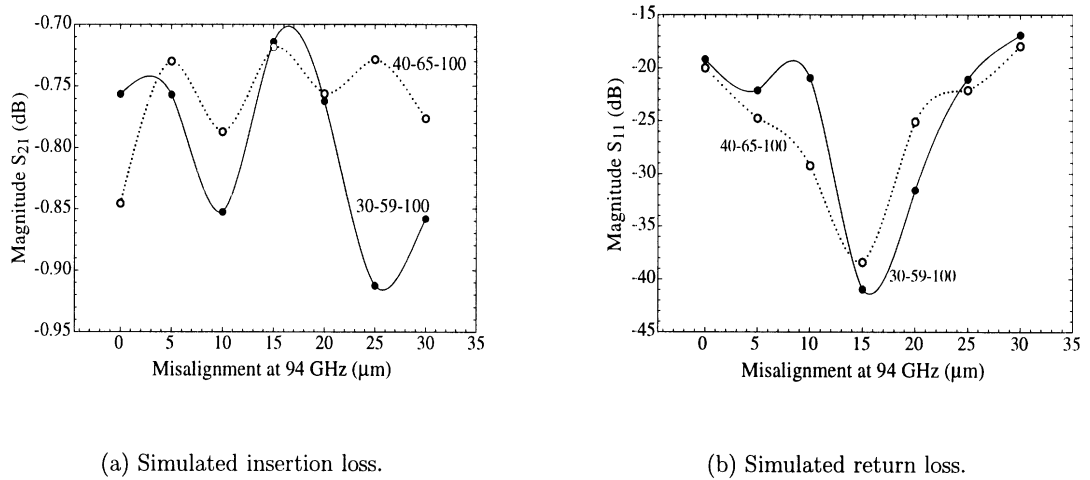 -0.70
-0.75
-0.80
-0.85
-0.90
-0.95
Magnitude S21 (dB)
40-65-100
30-59-100
0 5 10 15 20 25 30 35
Misalignment at 94 GHz (μm)
(a) Simulated insertion loss.
-15
-20
-25
-30
-35
-40
-45
Magnitude S11 (dB)
40-65-100
30-59-100
0 5 10 15 20 25 30 35
Misalignment at 94 GHz (μm)
(b) Simulated return loss.